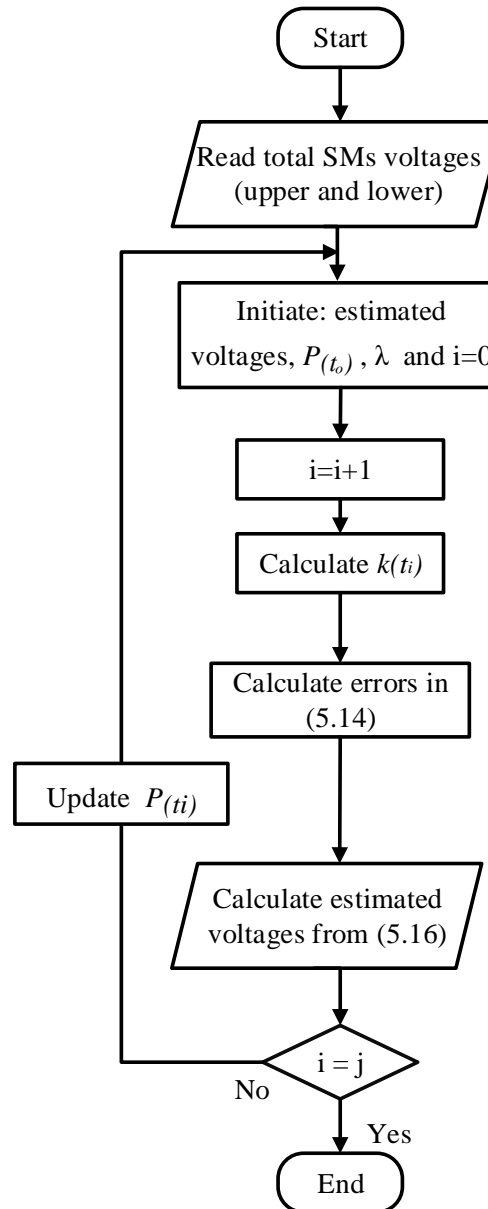 Start
Read total SMs voltages
(upper and lower)
Initiate: estimated
voltages, P(to) , λ and i=0
i=i+1
Calculate k(ti)
Calculate errors in
(5.14)
Update P(ti)
Calculate estimated
voltages from (5.16)
i = j
No
Yes
End